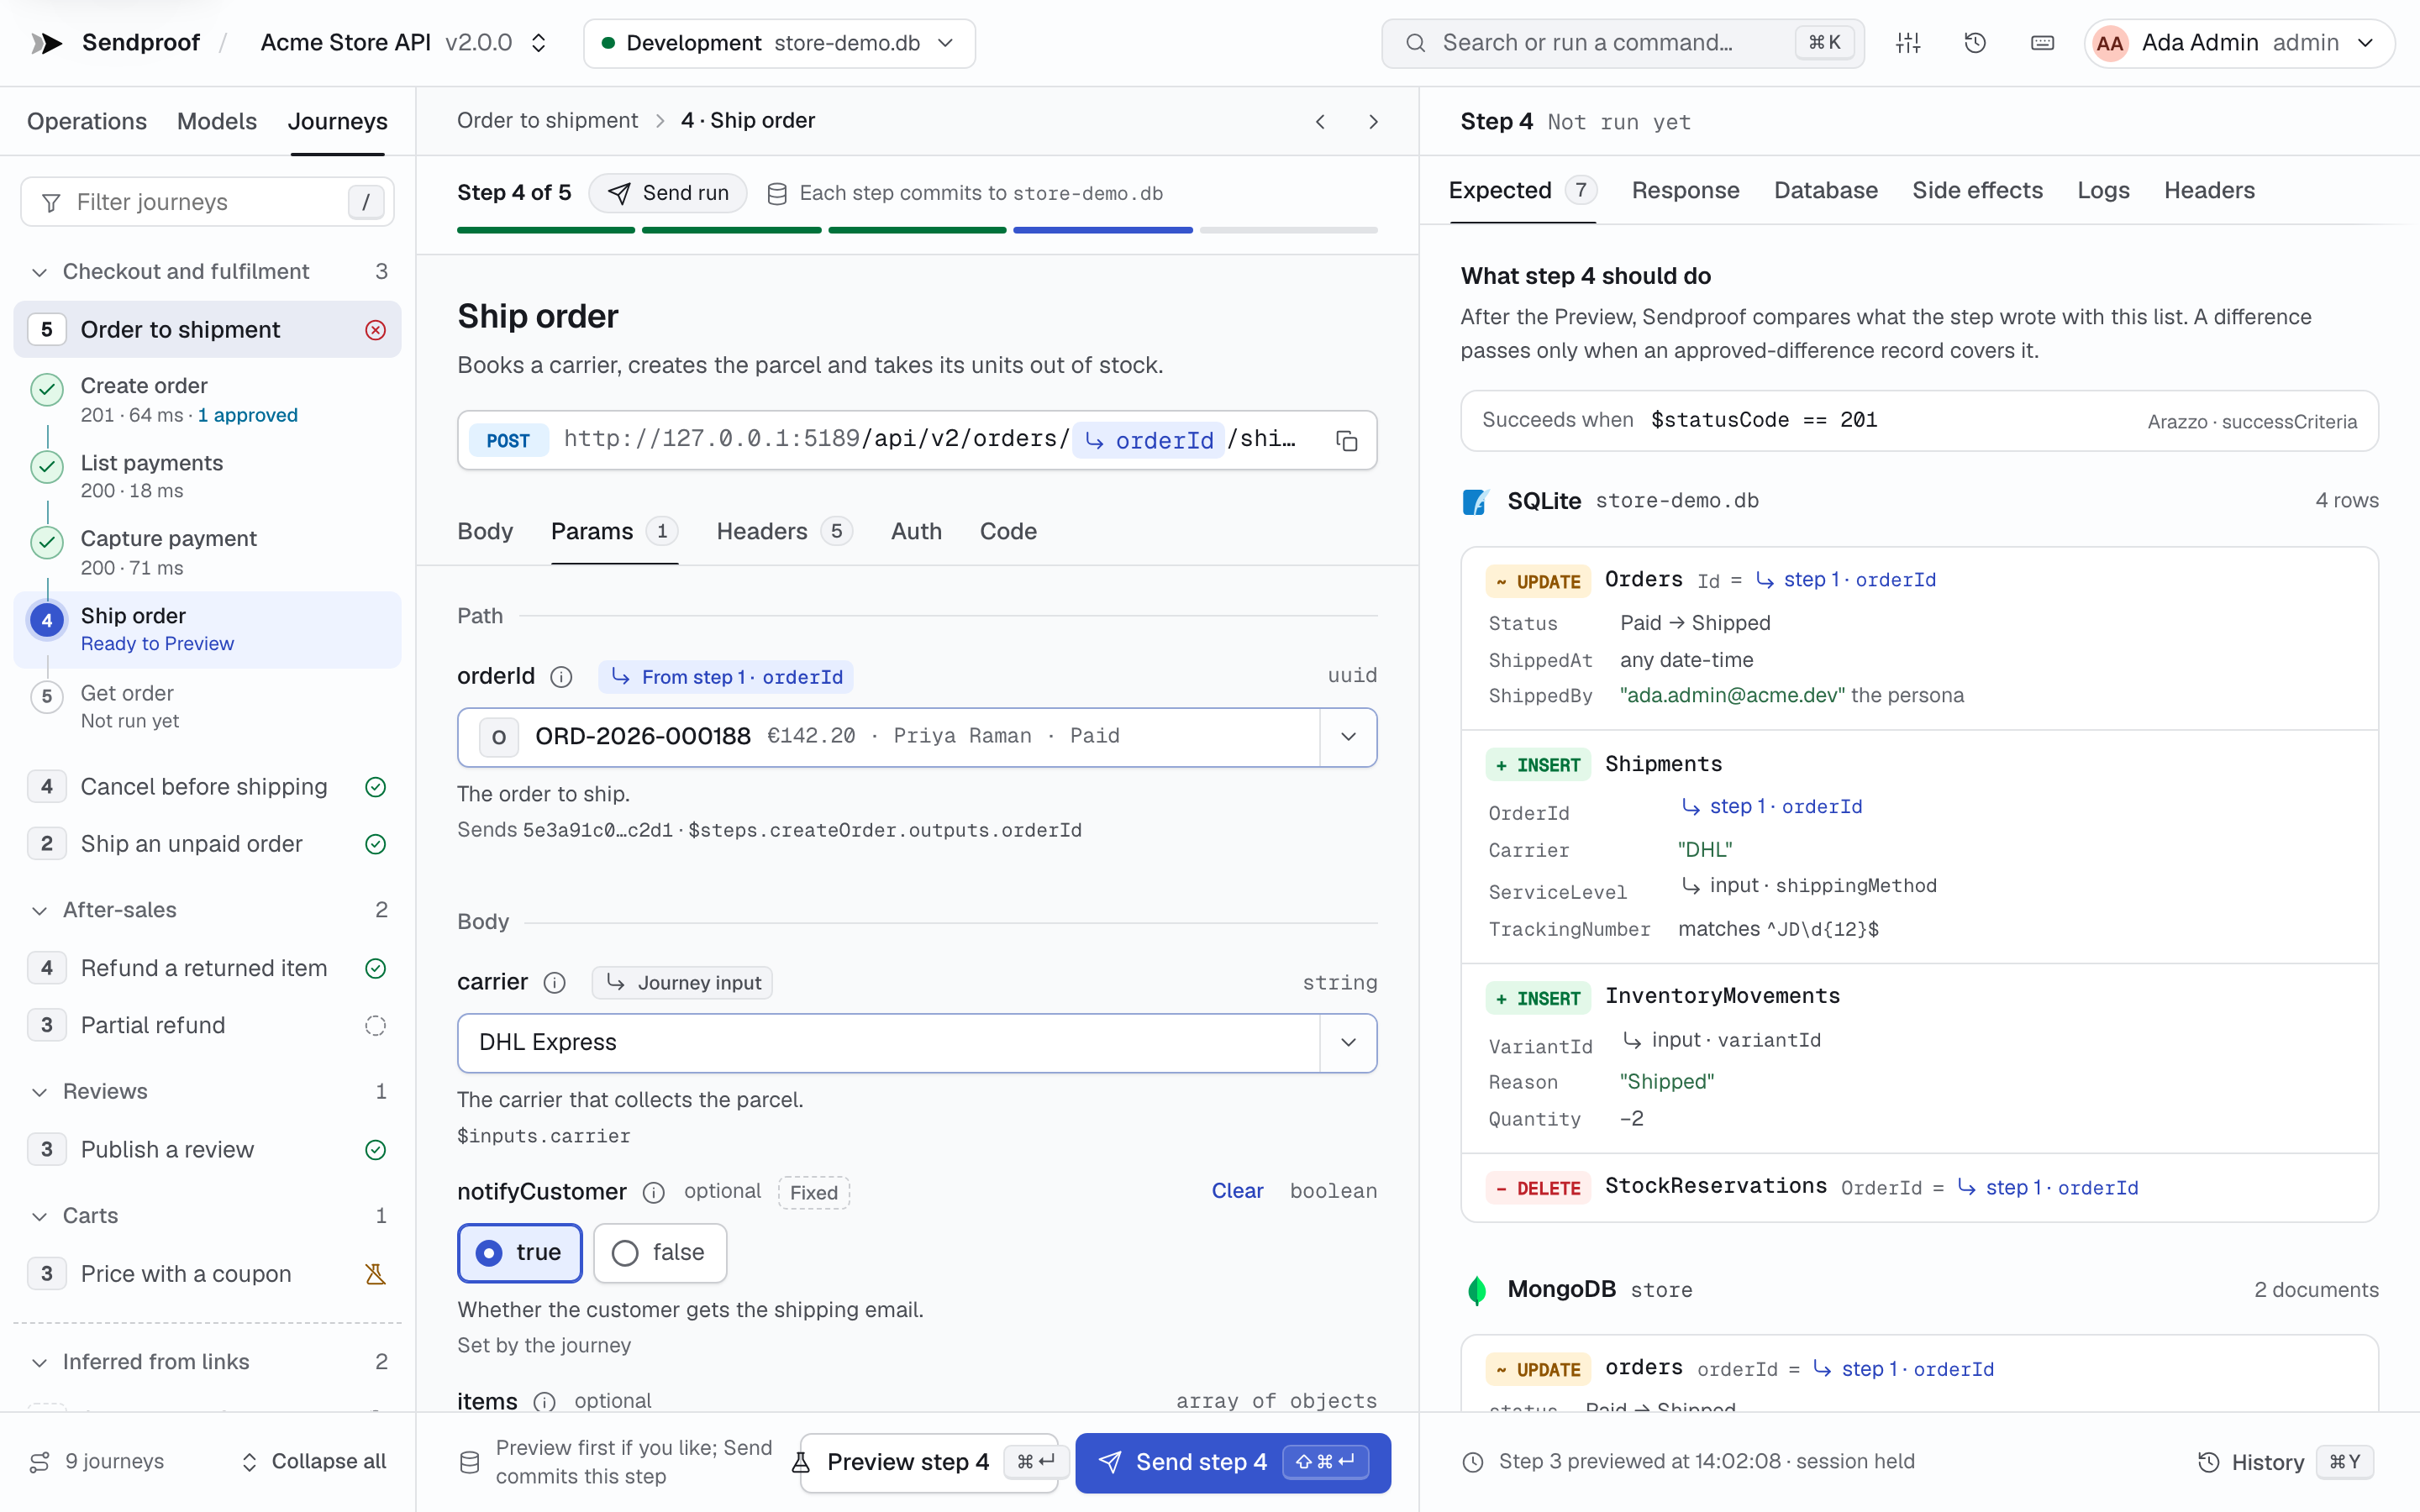 Sendproof / Acme Store API v2.0.0
Development store-demo.db
Search or run a command… ⌘K
AA Ada Admin admin
Operations Models Journeys
Filter journeys /
Checkout and fulfilment 3
5 Order to shipment
Create order
201 · 64 ms · 1 approved
List payments
200 · 18 ms
Capture payment
200 · 71 ms
4 Ship order
Ready to Preview
5 Get order
Not run yet
4 Cancel before shipping
2 Ship an unpaid order
After-sales 2
4 Refund a returned item
3 Partial refund
Reviews 1
3 Publish a review
Carts 1
3 Price with a coupon
Inferred from links 2
9 journeys Collapse all
Order to shipment > 4 · Ship order
Step 4 of 5 Send run Each step commits to store-demo.db
Ship order
Books a carrier, creates the parcel and takes its units out of stock.
POST http://127.0.0.1:5189/api/v2/orders/ ↳ orderId /shi…
Body Params 1 Headers 5 Auth Code
Path
orderId ↳ From step 1 · orderId uuid
O ORD-2026-000188 €142.20 · Priya Raman · Paid
The order to ship.
Sends 5e3a91c0…c2d1 · $steps.createOrder.outputs.orderId
Body
carrier ↳ Journey input string
DHL Express
The carrier that collects the parcel.
$inputs.carrier
notifyCustomer optional Fixed Clear boolean
true false
Whether the customer gets the shipping email.
Set by the journey
items optional array of objects
Preview first if you like; Send
commits this step
Preview step 4 ⌘↵
Send step 4 ⇧⌘↵
Step 4 Not run yet
Expected 7 Response Database Side effects Logs Headers
What step 4 should do
After the Preview, Sendproof compares what the step wrote with this list. A difference
passes only when an approved-difference record covers it.
Succeeds when $statusCode == 201 Arazzo · successCriteria
SQLite store-demo.db 4 rows
~ UPDATE Orders Id = ↳ step 1 · orderId
Status Paid → Shipped
ShippedAt any date-time
ShippedBy "ada.admin@acme.dev" the persona
+ INSERT Shipments
OrderId ↳ step 1 · orderId
Carrier "DHL"
ServiceLevel ↳ input · shippingMethod
TrackingNumber matches ^JD\d{12}$
+ INSERT InventoryMovements
VariantId ↳ input · variantId
Reason "Shipped"
Quantity −2
− DELETE StockReservations OrderId = ↳ step 1 · orderId
MongoDB store 2 documents
~ UPDATE orders orderId = ↳ step 1 · orderId
status Paid → Shipped
Step 3 previewed at 14:02:08 · session held
History ⌘Y